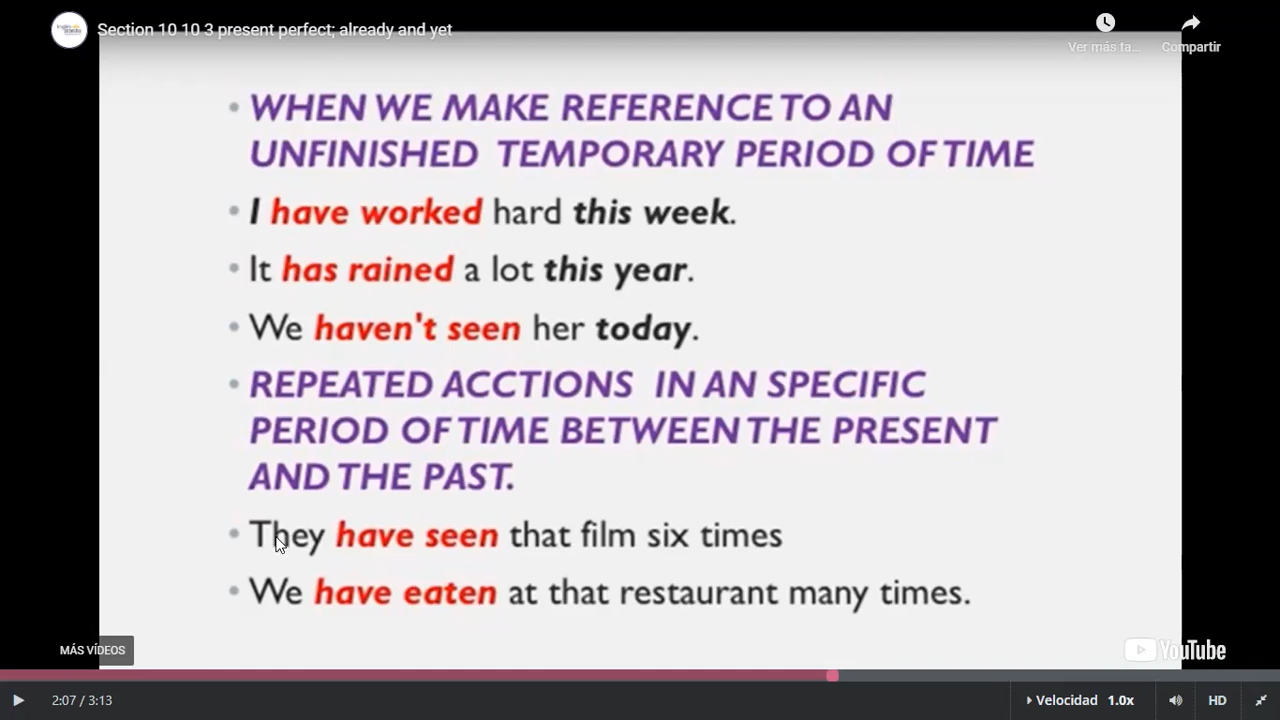 Section 10 10 3 present perfect; already and yet
Ver más ta...
Compartir
WHEN WE MAKE REFERENCE TO AN
UNFINISHED TEMPORARY PERIOD OF TIME
I have worked hard this week.
It has rained a lot this year.
We haven't seen her today.
REPEATED ACCTIONS IN AN SPECIFIC
PERIOD OF TIME BETWEEN THE PRESENT
AND THE PAST.
They have seen that film six times
We have eaten at that restaurant many times.
MÁS VÍDEOS
YouTube
2:07 / 3:13
Velocidad 1.0x
HD